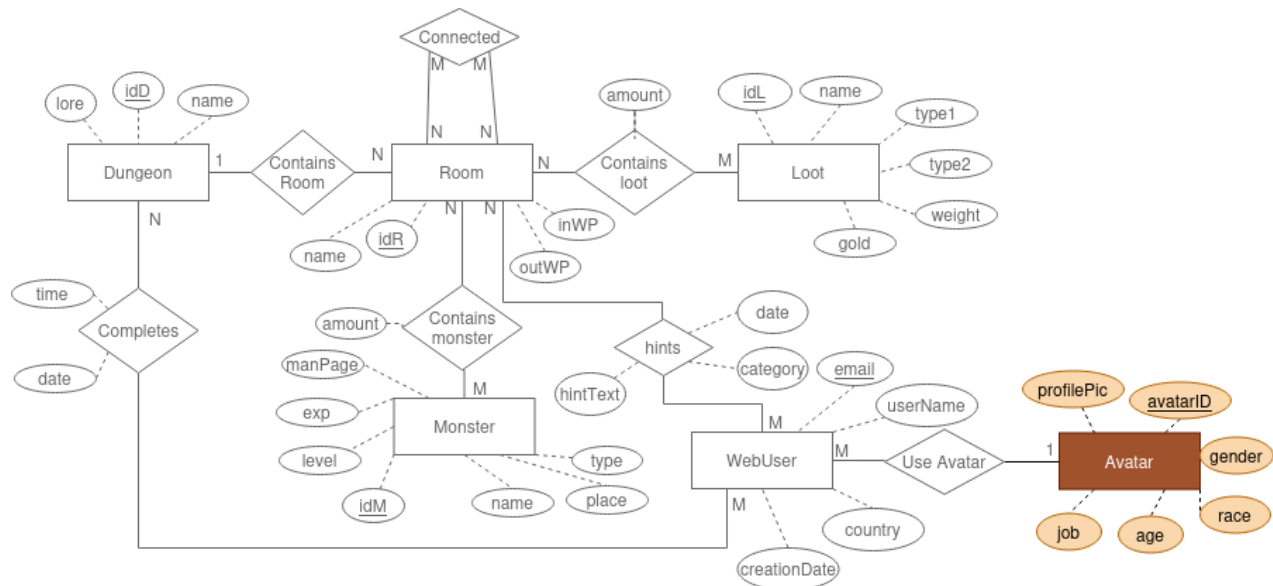 Connected
M M
idD
lore
name
amount
idL
name
type1
N N
1
Contains
Room
N
N
Contains
loot
M
Dungeon
Room
Loot
type2
N
N N
inWP
weight
name
idR
outWP
gold
time
Completes
date
amount
Contains
monster
date
hints
category
hintText
manPage
M
exp
Monster
level
type
idM
name
place
email
userName
M
WebUser
M
Use Avatar
1
M
country
creationDate
profilePic
avatarID
Avatar
gender
race
job
age